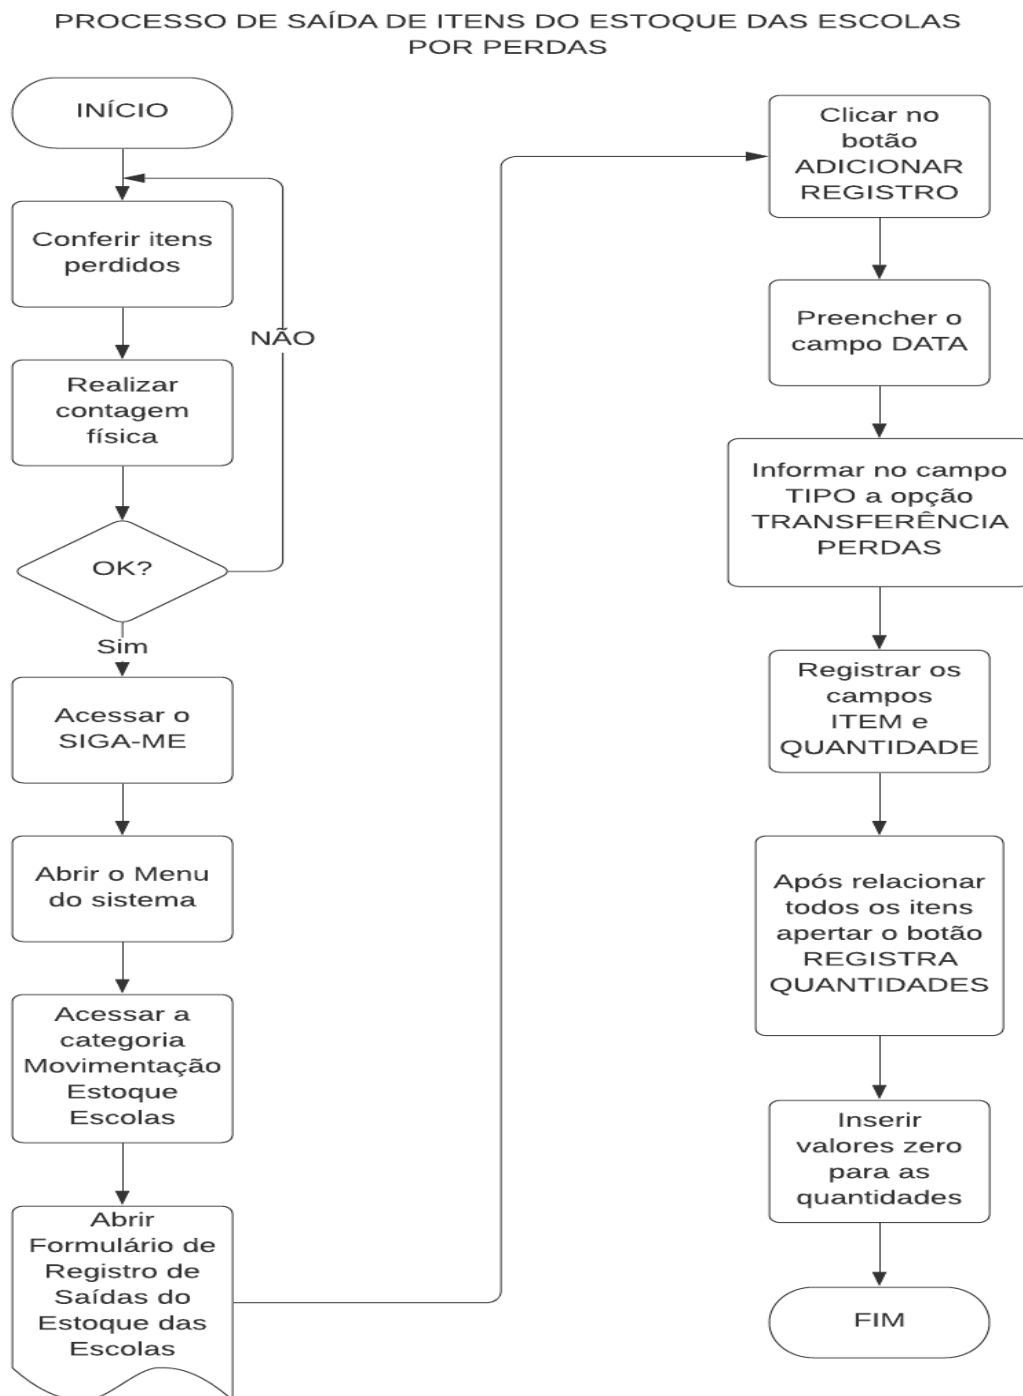 PROCESSO DE SAÍDA DE ITENS DO ESTOQUE DAS ESCOLAS
POR PERDAS
INÍCIO
Conferir itens
perdidos
NÃO
Realizar
contagem
física
OK?
Sim
Acessar o
SIGA-ME
Abrir o Menu
do sistema
Acessar a
categoria
Movimentação
Estoque
Escolas
Abrir
Formulário de
Registro de
Saídas do
Estoque das
Escolas
Clicar no
botão
ADICIONAR
REGISTRO
Preencher o
campo DATA
Informar no campo
TIPO a opção
TRANSFERÊNCIA
PERDAS
Registrar os
campos
ITEM e
QUANTIDADE
Após relacionar
todos os itens
apertar o botão
REGISTRA
QUANTIDADES
Inserir
valores zero
para as
quantidades
FIM